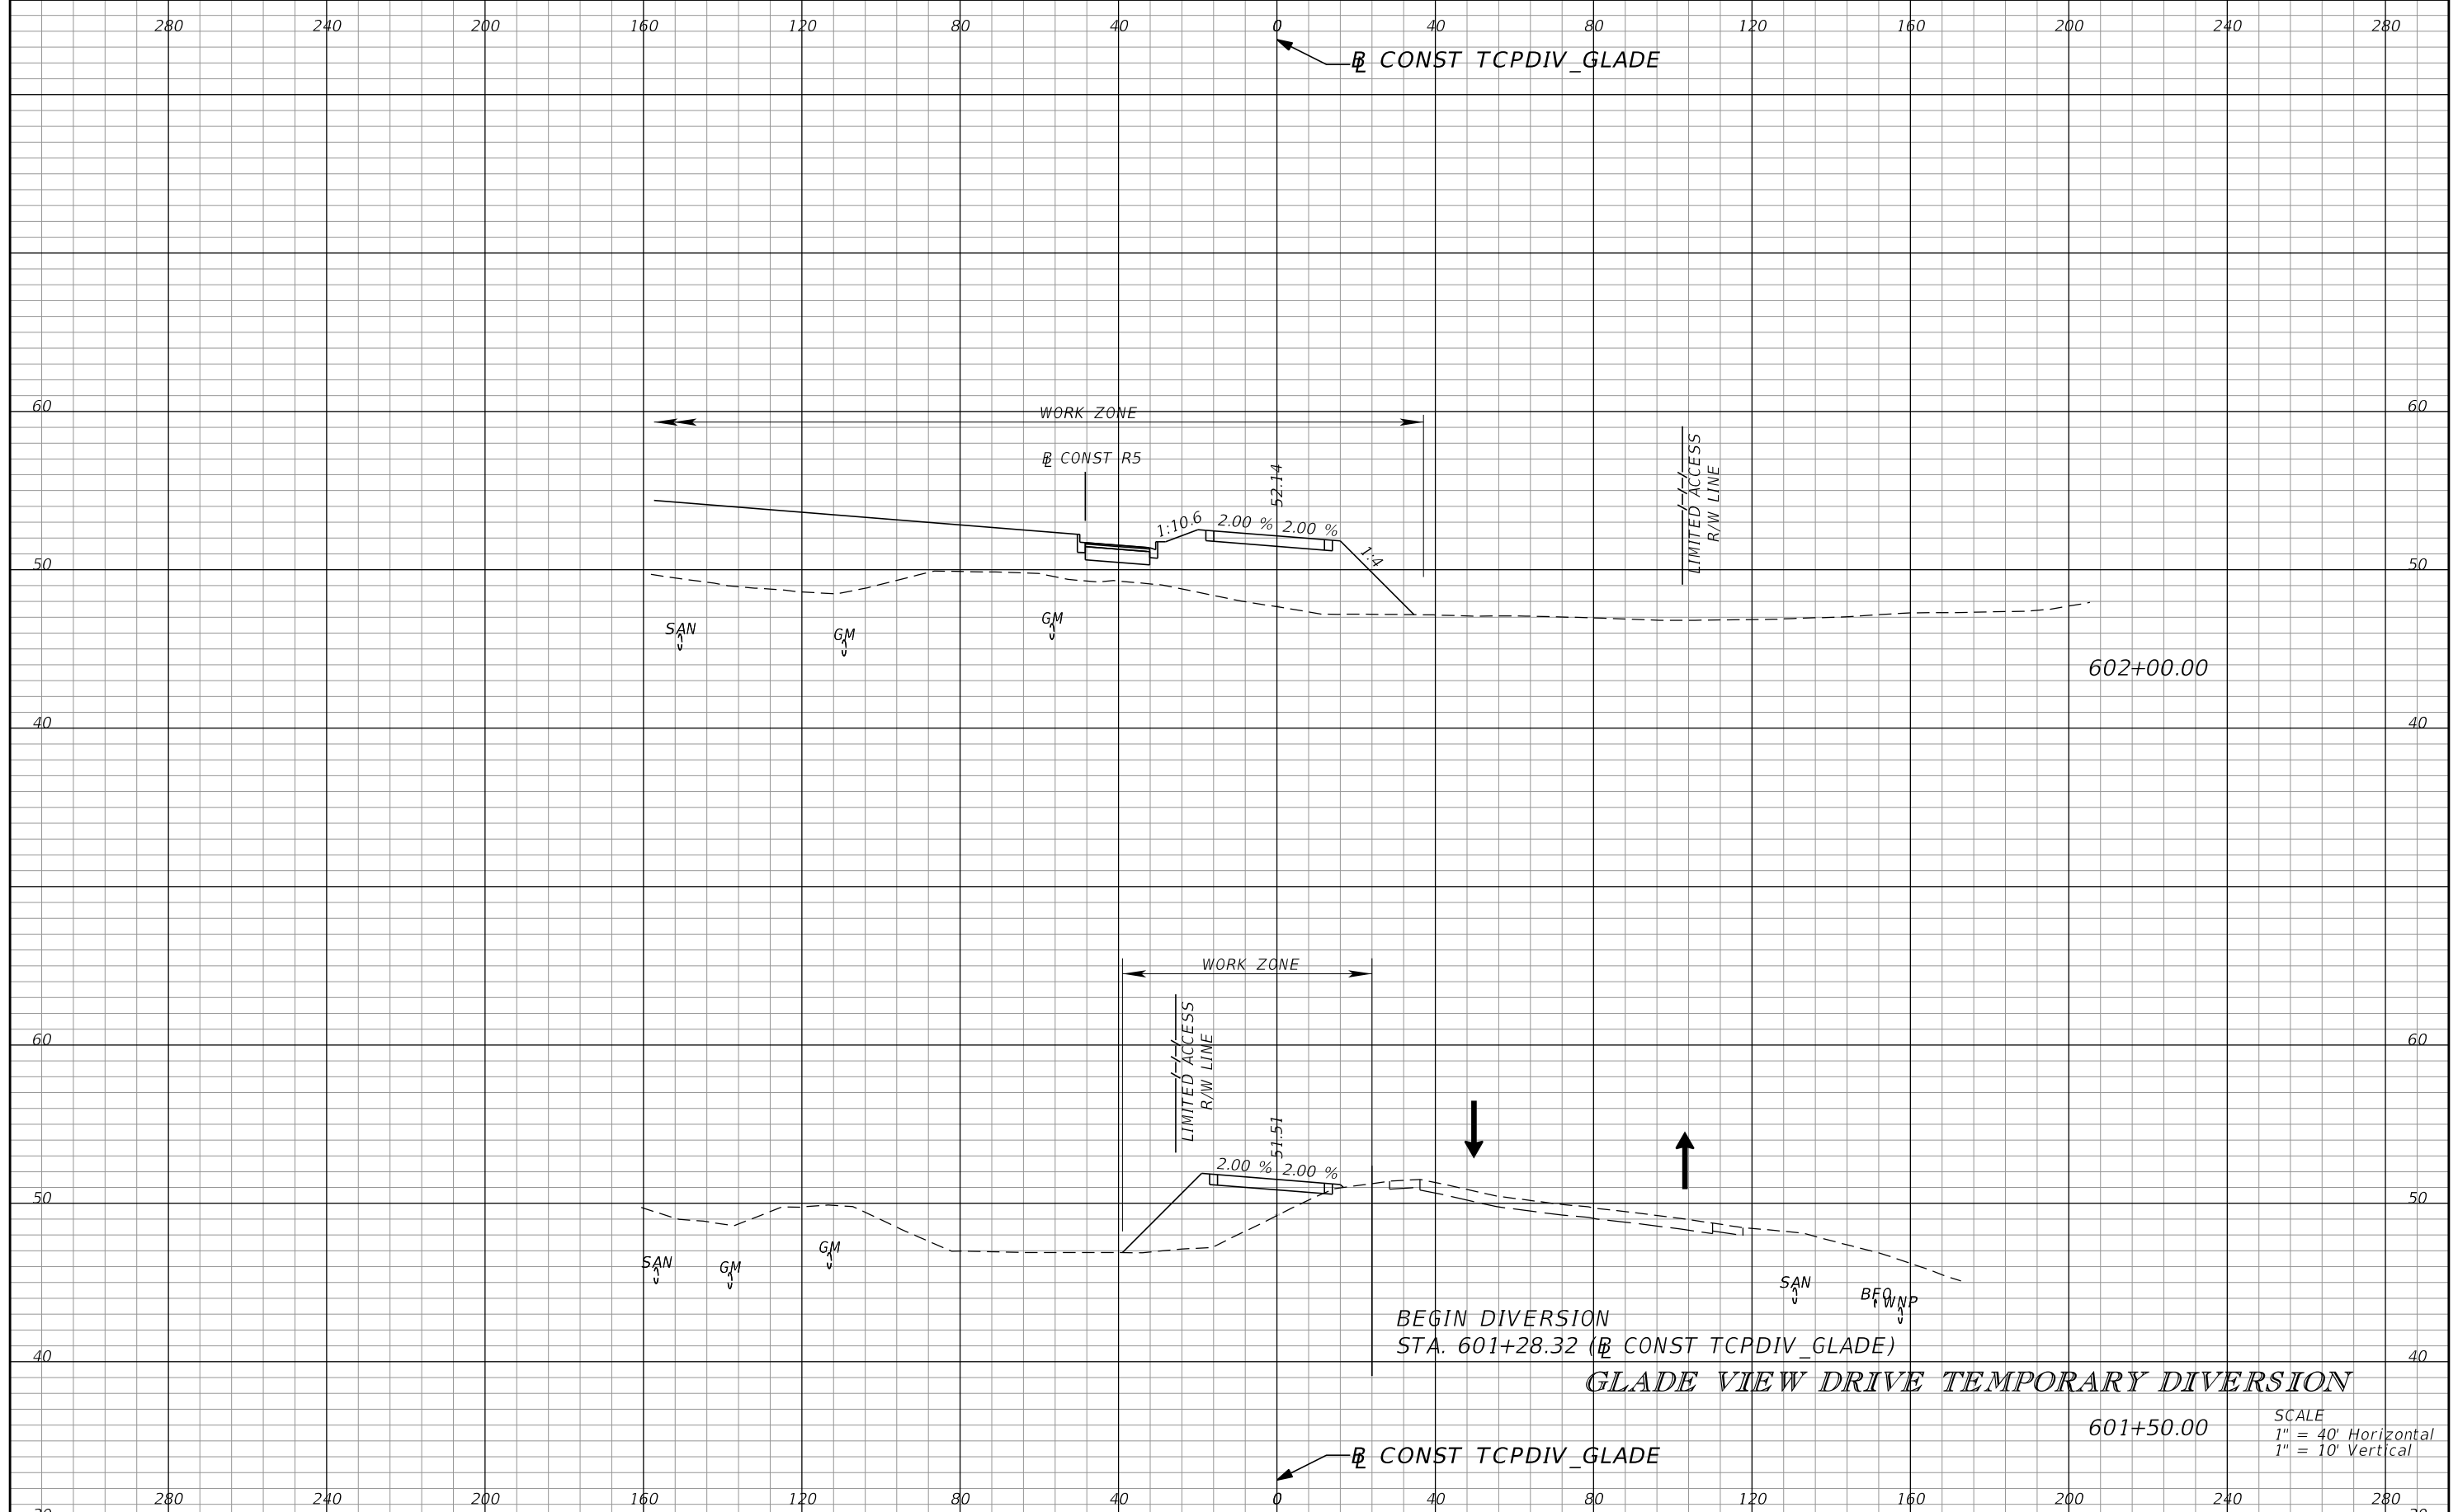 280 240 200 160 120 80 40 0 40 80 120 160 200 240 280
℄ CONST TCPDIV_GLADE
60 60
WORK ZONE
℄ CONST R5
52.14
LIMITED ACCESS
R/W LINE
1:10.6 2.00 % 2.00 %
1:4
50 50
SAN GM GM
602+00.00
40 40
WORK ZONE
60 60
LIMITED ACCESS
R/W LINE
51.51
2.00 % 2.00 %
50 50
SAN GM GM
SAN BFO WNP
BEGIN DIVERSION
STA. 601+28.32 (℄ CONST TCPDIV_GLADE)
40 40
GLADE VIEW DRIVE TEMPORARY DIVERSION
601+50.00
SCALE
1" = 40' Horizontal
1" = 10' Vertical
℄ CONST TCPDIV_GLADE
280 240 200 160 120 80 40 0 40 80 120 160 200 240 280